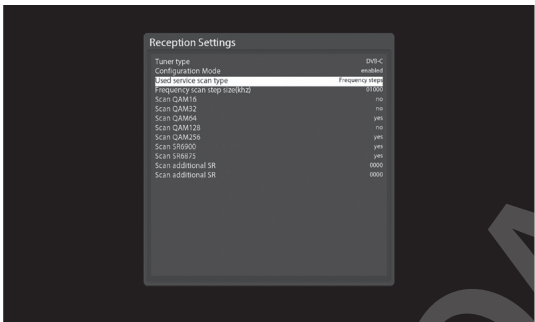 Reception Settings
Tuner type DVB-C
Configuration Mode enabled
Used service scan type Frequency steps
Frequency scan step size(khz) 01000
Scan QAM16 no
Scan QAM32 no
Scan QAM64 yes
Scan QAM128 no
Scan QAM256 yes
Scan SR6900 yes
Scan SR6875 yes
Scan additional SR 0000
Scan additional SR 0000